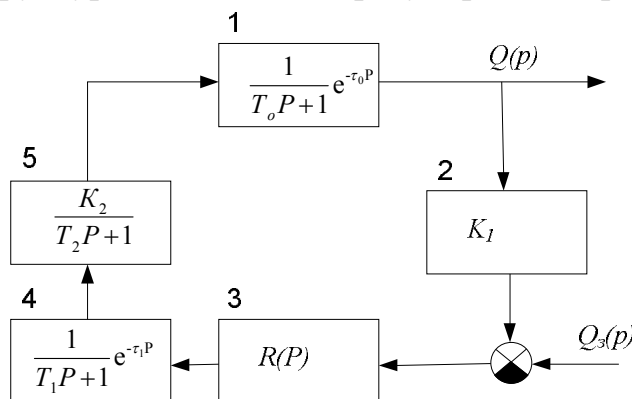 1
1
T_o P + 1
e^{-τ_0 P}
Q(p)
5
K_2
T_2 P + 1
2
K_1
4
1
T_1 P + 1
e^{-τ_1 P}
3
R(P)
Q_з(p)